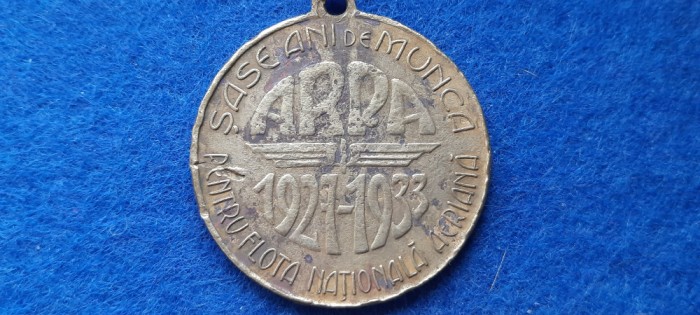 ȘASE ANI DE MUNCĂ
ARPA
1927-1933
PENTRU FLOTA NAȚIONALĂ AERIANĂ